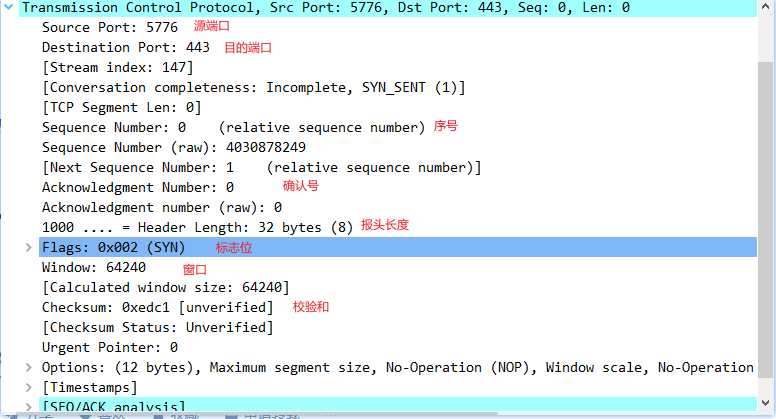 Transmission Control Protocol, Src Port: 5776, Dst Port: 443, Seq: 0, Len: 0
Source Port: 5776 源端口
Destination Port: 443 目的端口
[Stream index: 147]
[Conversation completeness: Incomplete, SYN_SENT (1)]
[TCP Segment Len: 0]
Sequence Number: 0 (relative sequence number) 序号
Sequence Number (raw): 4030878249
[Next Sequence Number: 1 (relative sequence number)]
Acknowledgment Number: 0 确认号
Acknowledgment number (raw): 0
1000 .... = Header Length: 32 bytes (8) 报头长度
Flags: 0x002 (SYN) 标志位
Window: 64240 窗口
[Calculated window size: 64240]
Checksum: 0xedc1 [unverified] 校验和
[Checksum Status: Unverified]
Urgent Pointer: 0
Options: (12 bytes), Maximum segment size, No-Operation (NOP), Window scale, No-Operation
[Timestamps]
[SEQ/ACK analysis]